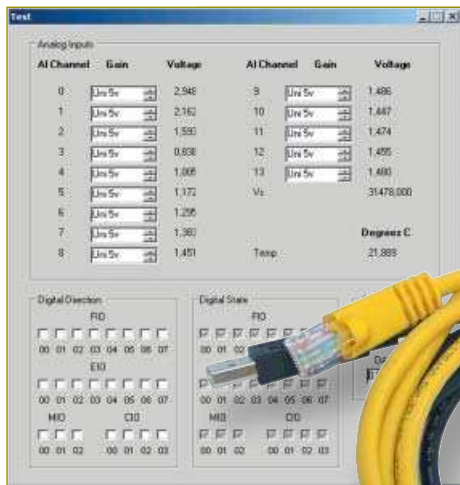 Test
Analog Inputs
AI Channel Gain Voltage AI Channel Gain Voltage
0 Uni 5v 2,948 9 Uni 5v 1,486
1 Uni 5v 2,162 10 Uni 5v 1,447
2 Uni 5v 1,593 11 Uni 5v 1,474
3 Uni 5v 0,838 12 Uni 5v 1,455
4 Uni 5v 1,005 13 Uni 5v 1,480
5 Uni 5v 1,172 Vs 31478,000
6 Uni 5v 1,295
7 Uni 5v 1,383 Degrees C
8 Uni 5v 1,451 Temp 21,989
Digital Direction Digital State
FIO FIO
00 01 02 03 04 05 06 07 00 01 02
EIO
00 01 02 03 04 05 06 07 00 01 02 03 04 05 06 07
MIO CIO MIO CIO
00 01 02 00 01 02 03 00 01 02 00 01 02 03